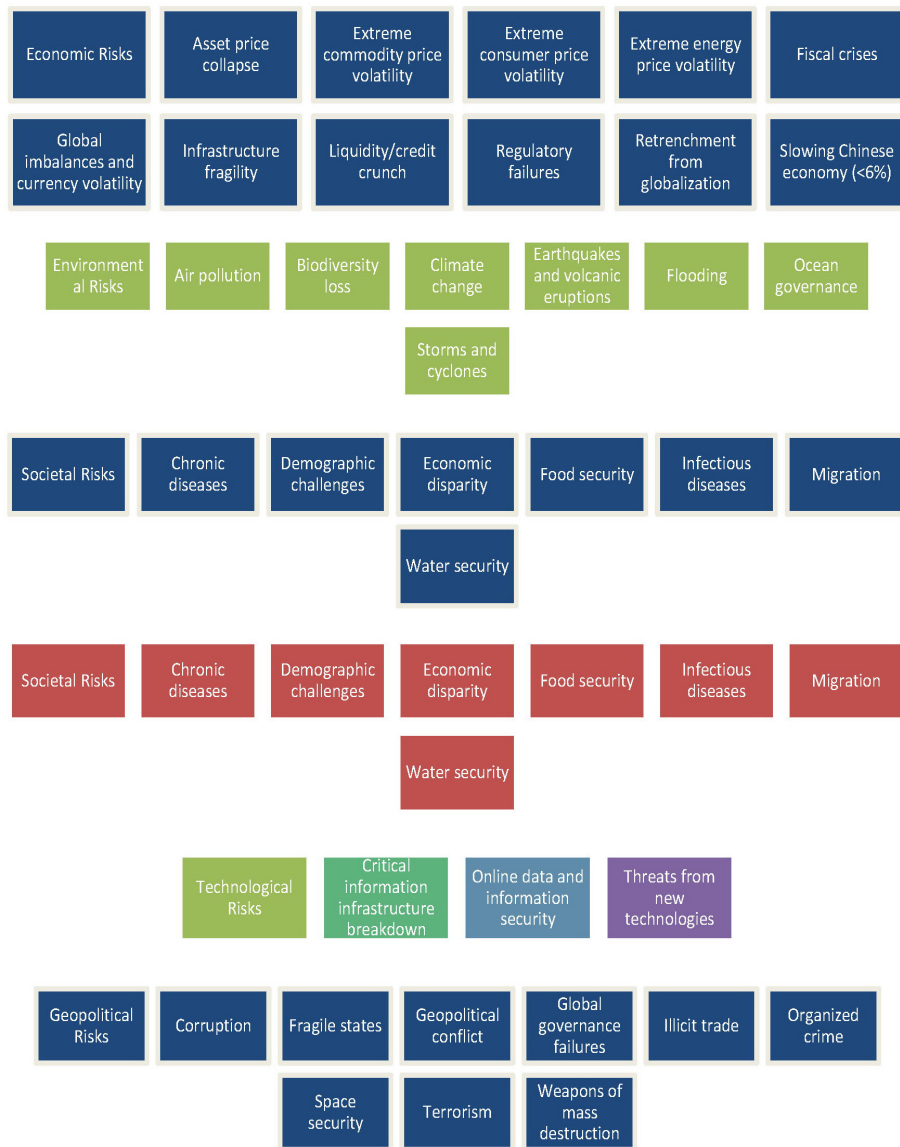 Economic Risks
Asset price
collapse
Extreme
commodity price
volatility
Extreme
consumer price
volatility
Extreme energy
price volatility
Fiscal crises
Global
imbalances and
currency volatility
Infrastructure
fragility
Liquidity/credit
crunch
Regulatory
failures
Retrenchment
from
globalization
Slowing Chinese
economy (<6%)
Environment
al Risks
Air pollution
Biodiversity
loss
Climate
change
Earthquakes
and volcanic
eruptions
Flooding
Ocean
governance
Storms and
cyclones
Societal Risks
Chronic
diseases
Demographic
challenges
Economic
disparity
Food security
Infectious
diseases
Migration
Water security
Societal Risks
Chronic
diseases
Demographic
challenges
Economic
disparity
Food security
Infectious
diseases
Migration
Water security
Technological
Risks
Critical
information
infrastructure
breakdown
Online data and
information
security
Threats from
new
technologies
Geopolitical
Risks
Corruption
Fragile states
Geopolitical
conflict
Global
governance
failures
Illicit trade
Organized
crime
Space
security
Terrorism
Weapons of
mass
destruction